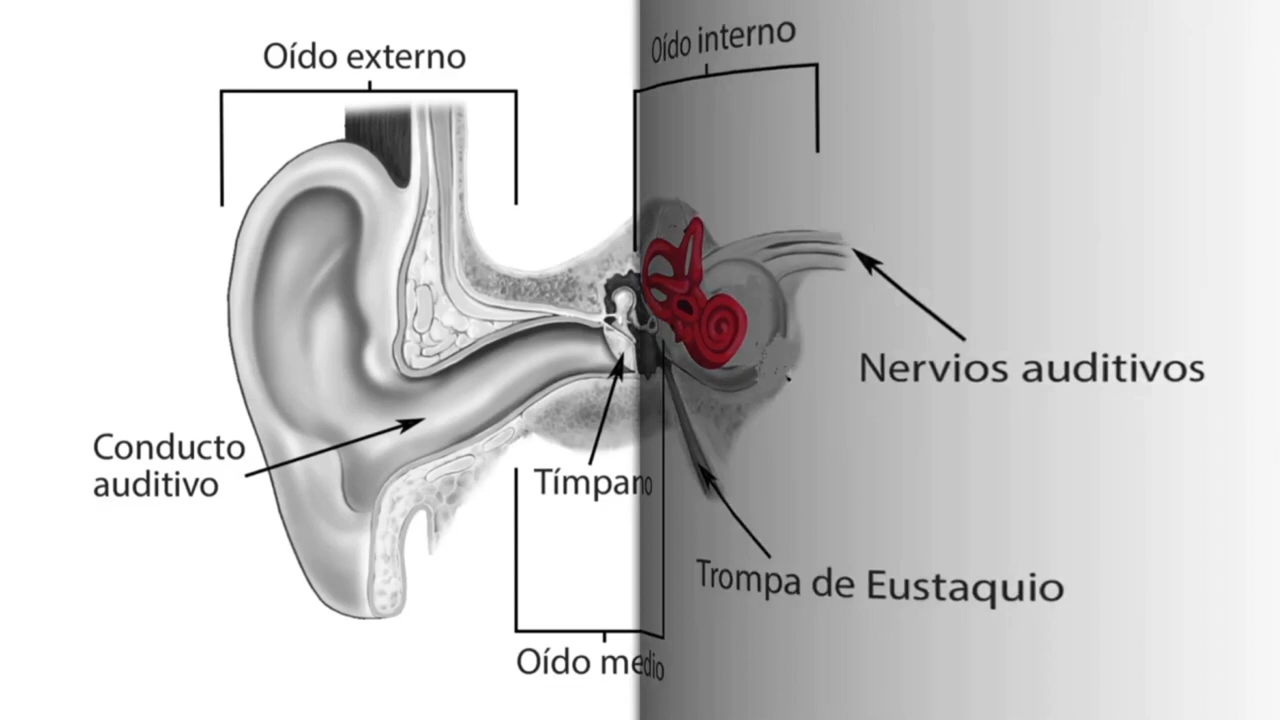 Oído externo
Oído interno
Nervios auditivos
Conducto
auditivo
Tímpano
Trompa de Eustaquio
Oído medio